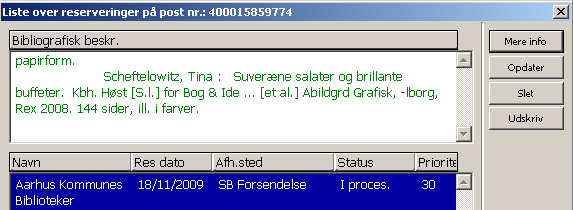 Liste over reserveringer på post nr.: 400015859774
Bibliografisk beskr.
papirform.
Scheftelowitz, Tina : Suveræne salater og brillante
buffeter. Kbh. Høst [S.l.] for Bog & Ide ... [et al.] Abildgrd Grafisk, -lborg,
Rex 2008. 144 sider, ill. i farver.
Mere info
Opdater
Slet
Udskriv
Navn Res dato Afh.sted Status Priorite
Aarhus Kommunes 18/11/2009 SB Forsendelse I proces. 30
Biblioteker